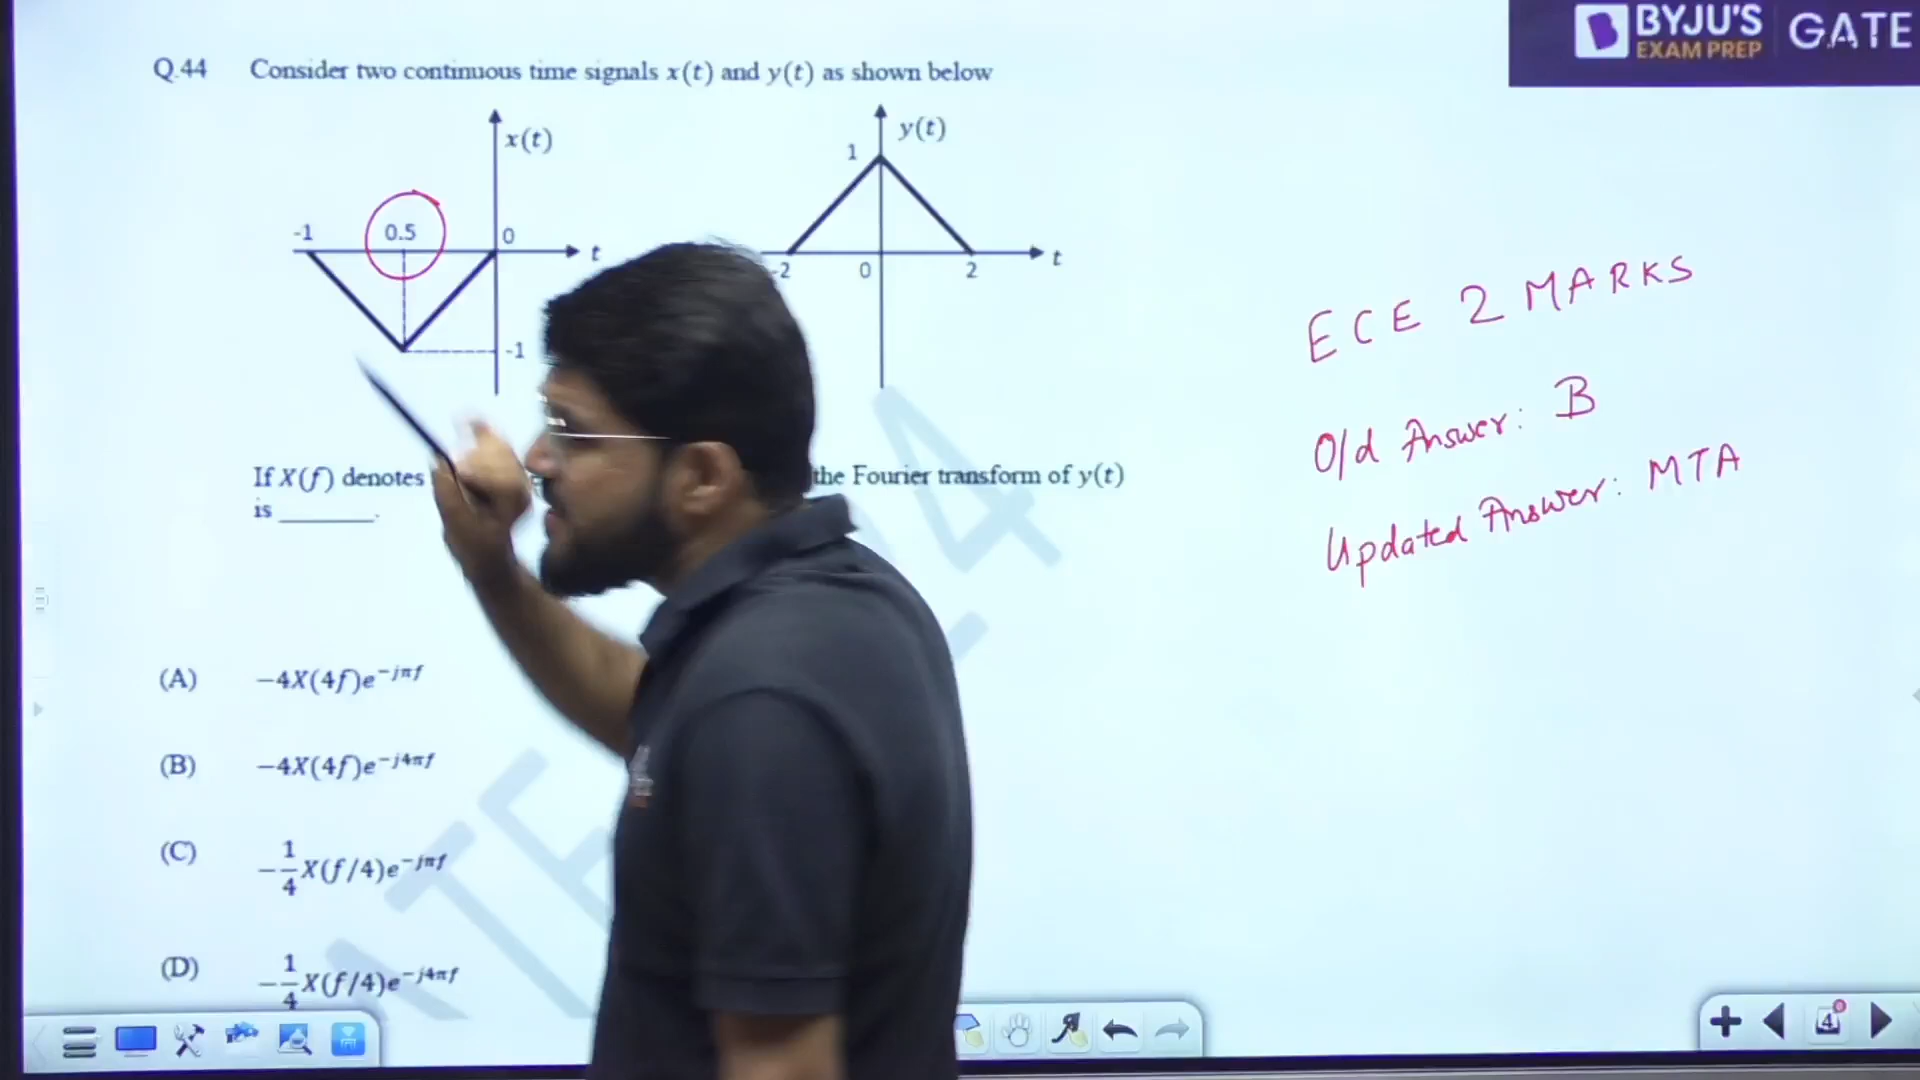 BYJU'S
EXAM PREP
GATE
Q.44 Consider two continuous time signals x(t) and y(t) as shown below
x(t)
-1 0.5 0
t
-1
y(t)
1
t
-2 0 2
ECE 2 MARKS
Old Answer: B
Updated Answer: MTA
If X(f) denotes the Fourier transform of y(t)
is ______.
(A) −4X(4f)e^{−jπf}
(B) −4X(4f)e^{−j4πf}
(C) −1/4 X(f/4)e^{−jπf}
(D) −1/4 X(f/4)e^{−j4πf}
4